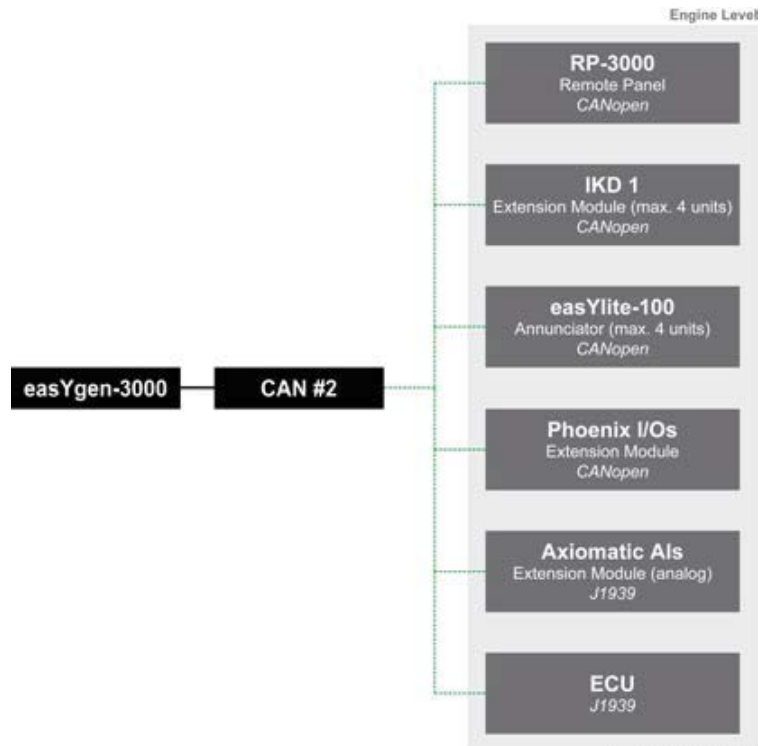 Engine Level
RP-3000
Remote Panel
CANopen
IKD 1
Extension Module (max. 4 units)
CANopen
easYlite-100
Annunciator (max. 4 units)
CANopen
easYgen-3000
CAN #2
Phoenix I/Os
Extension Module
CANopen
Axiomatic AIs
Extension Module (analog)
J1939
ECU
J1939